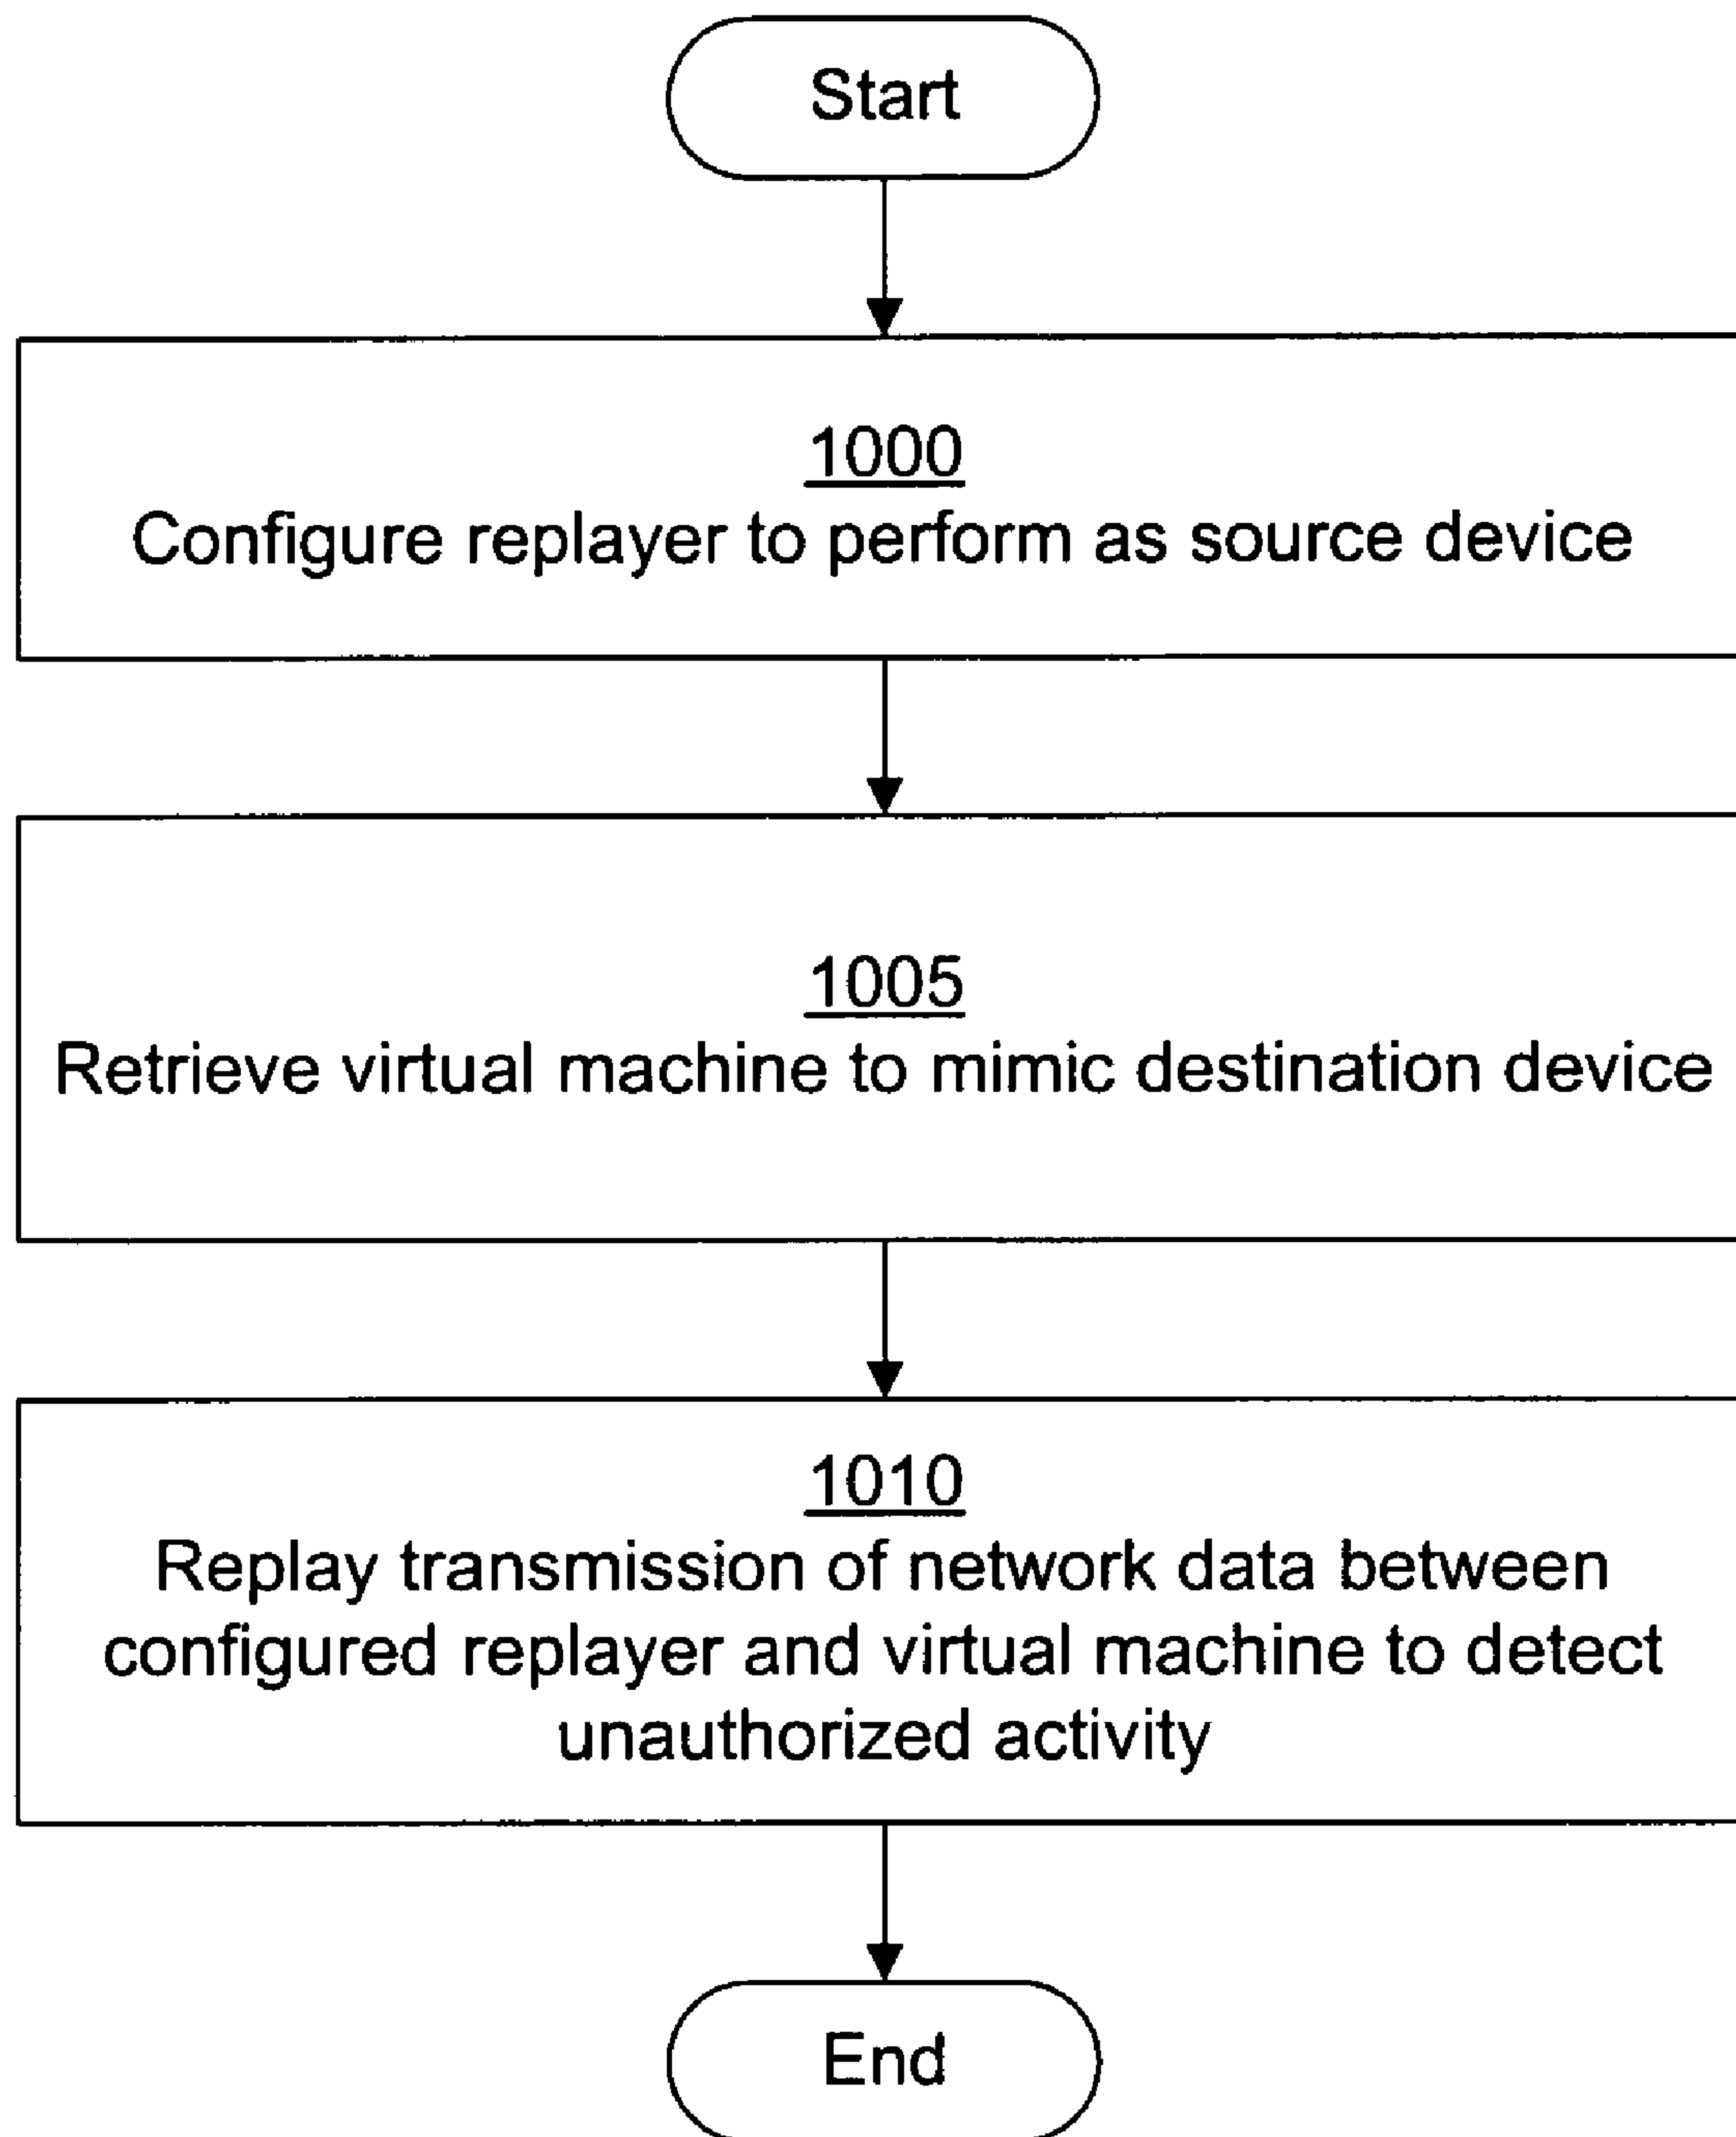 Start
1000
Configure replayer to perform as source device
1005
Retrieve virtual machine to mimic destination device
1010
Replay transmission of network data between
configured replayer and virtual machine to detect
unauthorized activity
End